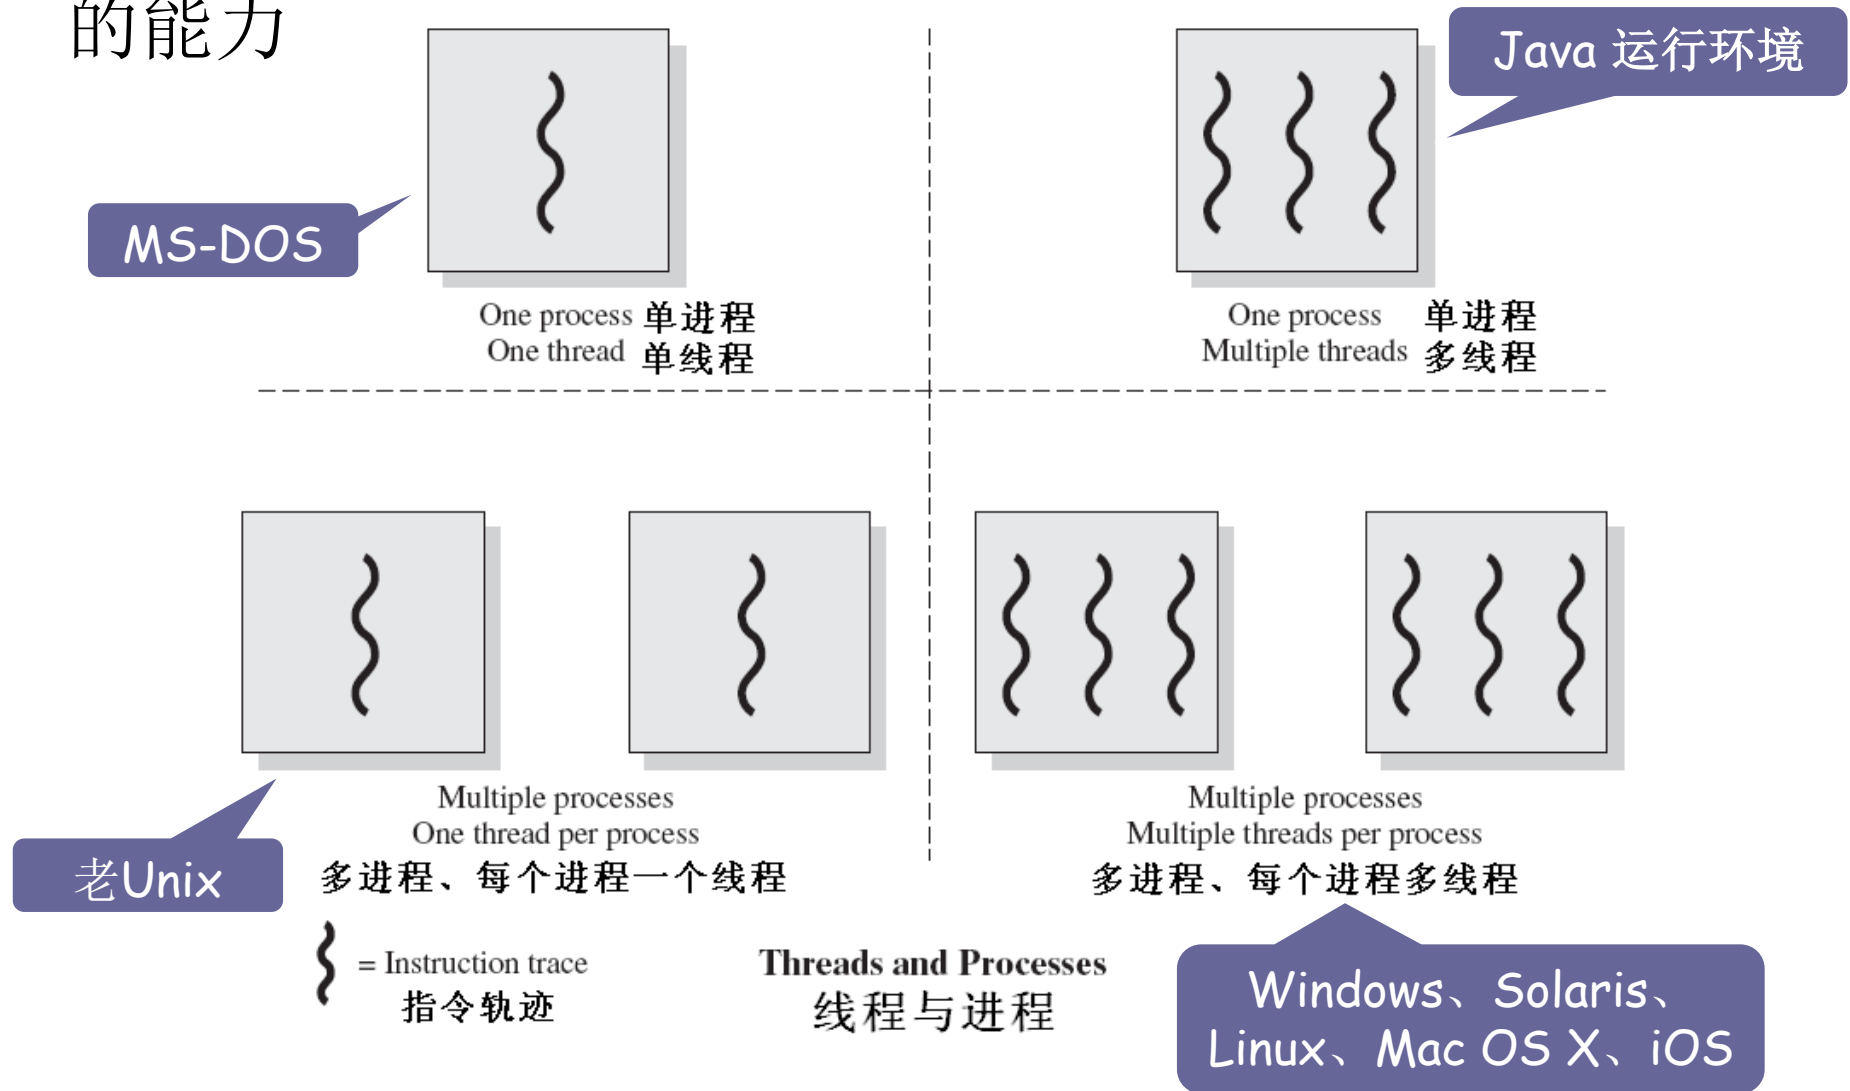 的能力
Java 运行环境
MS-DOS
One process 单进程
One thread 单线程
One process 单进程
Multiple threads 多线程
Multiple processes
One thread per process
多进程、每个进程一个线程
老Unix
Multiple processes
Multiple threads per process
多进程、每个进程多线程
= Instruction trace
指令轨迹
Threads and Processes
线程与进程
Windows、Solaris、
Linux、Mac OS X、iOS